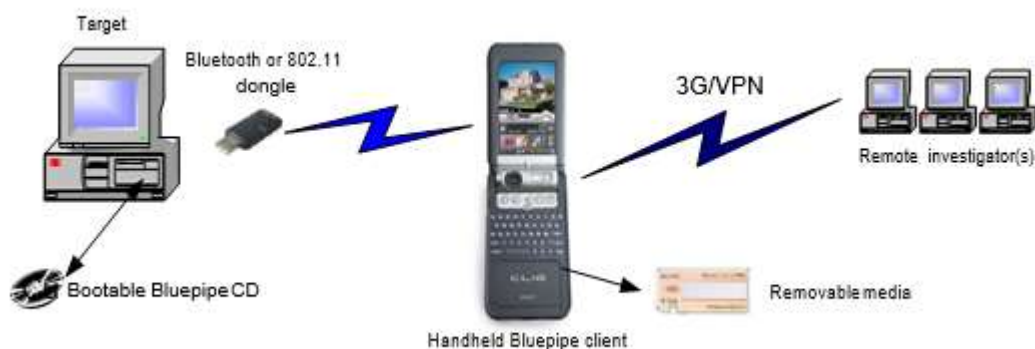 Target
Bluetooth or 802.11
dongle
3G/VPN
Remote investigator(s)
Bootable Bluepipe CD
Removable media
Handheld Bluepipe client